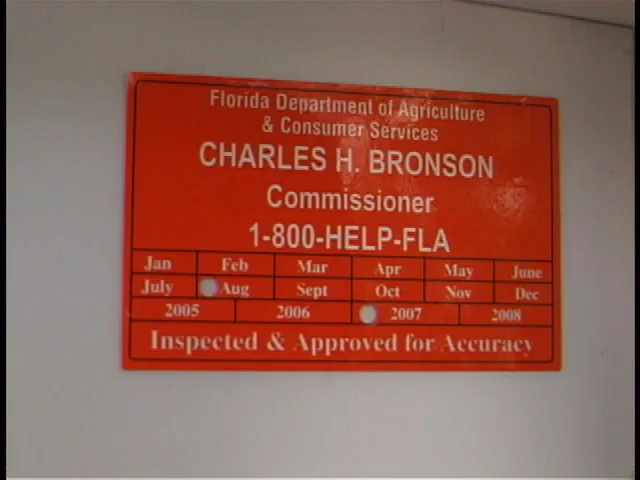 Florida Department of Agriculture
& Consumer Services
CHARLES H. BRONSON
Commissioner
1-800-HELP-FLA
Jan Feb Mar Apr May June
July Aug Sept Oct Nov Dec
2005 2006 2007 2008
Inspected & Approved for Accuracy